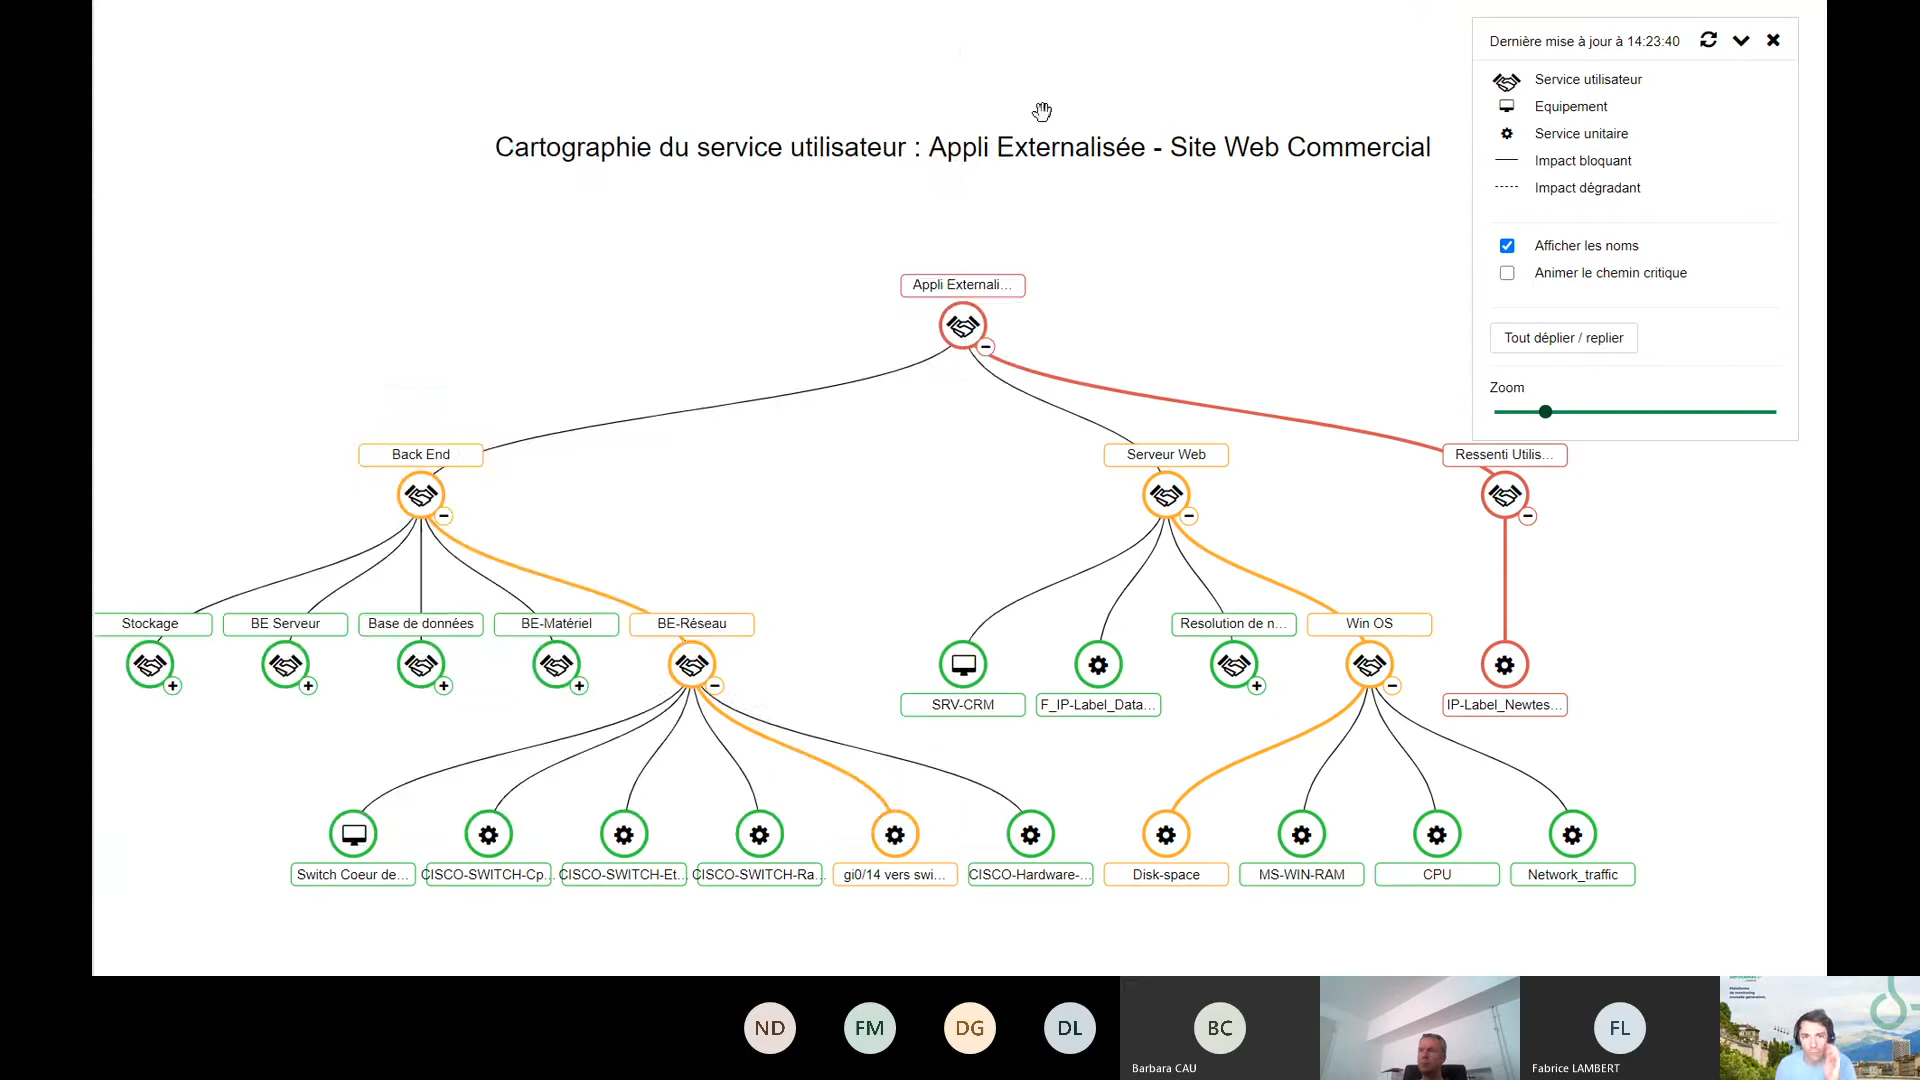 Dernière mise à jour à 14:23:40
Service utilisateur
Equipement
Service unitaire
Impact bloquant
Impact dégradant
Afficher les noms
Animer le chemin critique
Tout déplier / replier
Zoom
Cartographie du service utilisateur : Appli Externalisée - Site Web Commercial
Appli Externali...
Back End
Serveur Web
Ressenti Utilis...
Stockage
BE Serveur
Base de données
BE-Matériel
BE-Réseau
Resolution de n...
Win OS
SRV-CRM
F_IP-Label_Data...
IP-Label_Newtes...
Switch Coeur de...
CISCO-SWITCH-Cp...
CISCO-SWITCH-Et...
CISCO-SWITCH-Ra...
gi0/14 vers swi...
CISCO-Hardware-...
Disk-space
MS-WIN-RAM
CPU
Network_traffic
ND
FM
DG
DL
BC
Barbara CAU
FL
Fabrice LAMBERT